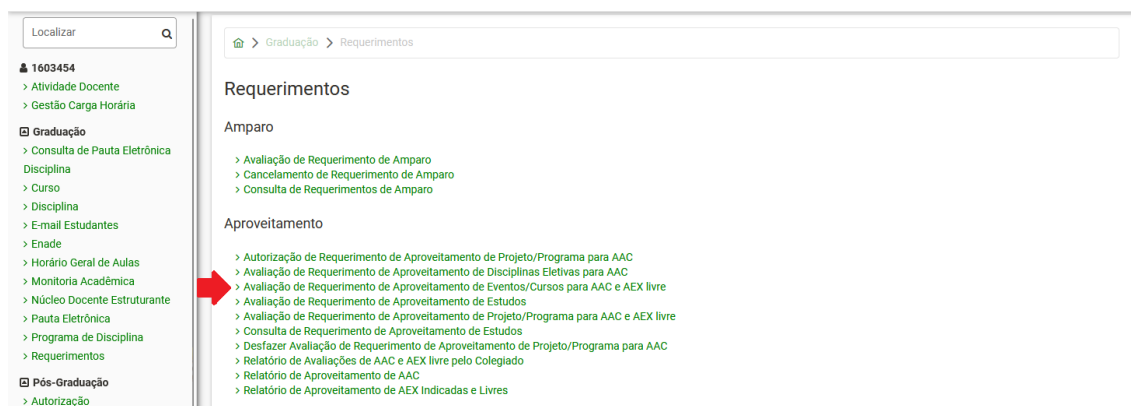 Localizar
1603454
> Atividade Docente
> Gestão Carga Horária
Graduação
> Consulta de Pauta Eletrônica
Disciplina
> Curso
> Disciplina
> E-mail Estudantes
> Enade
> Horário Geral de Aulas
> Monitoria Acadêmica
> Núcleo Docente Estruturante
> Pauta Eletrônica
> Programa de Disciplina
> Requerimentos
Pós-Graduação
> Autorização
> Graduação > Requerimentos
Requerimentos
Amparo
> Avaliação de Requerimento de Amparo
> Cancelamento de Requerimento de Amparo
> Consulta de Requerimentos de Amparo
Aproveitamento
> Autorização de Requerimento de Aproveitamento de Projeto/Programa para AAC
> Avaliação de Requerimento de Aproveitamento de Disciplinas Eletivas para AAC
> Avaliação de Requerimento de Aproveitamento de Eventos/Cursos para AAC e AEX livre
> Avaliação de Requerimento de Aproveitamento de Estudos
> Avaliação de Requerimento de Aproveitamento de Projeto/Programa para AAC e AEX livre
> Consulta de Requerimento de Aproveitamento de Estudos
> Desfazer Avaliação de Requerimento de Aproveitamento de Projeto/Programa para AAC
> Relatório de Avaliações de AAC e AEX livre pelo Colegiado
> Relatório de Aproveitamento de AAC
> Relatório de Aproveitamento de AEX Indicadas e Livres